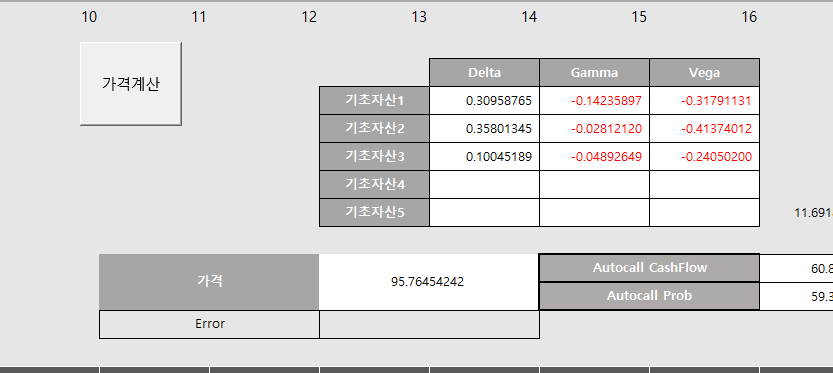 10 11 12 13 14 15 16
가격계산
Delta Gamma Vega
기초자산1 0.30958765 -0.14235897 -0.31791131
기초자산2 0.35801345 -0.02812120 -0.41374012
기초자산3 0.10045189 -0.04892649 -0.24050200
기초자산4
기초자산5
가격 95.76454242
Autocall CashFlow
Autocall Prob
Error